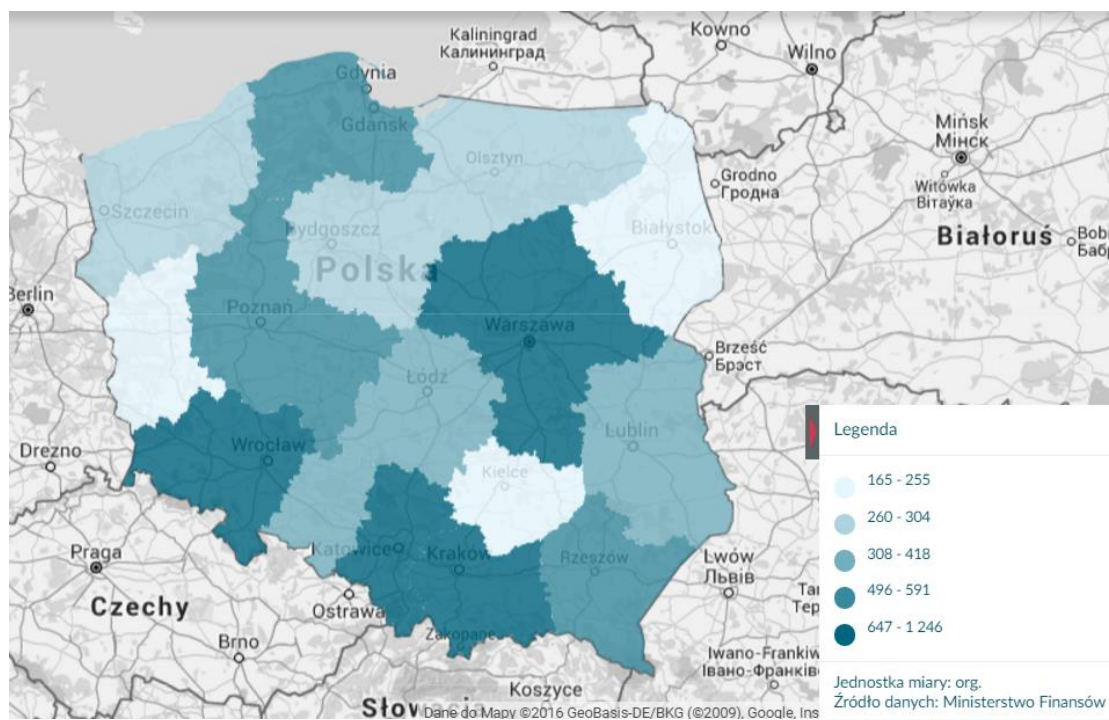 Kaliningrad
Калининград
Kowno
Wilno
Gdynia
Gdańsk
Mińsk
Мінск
Olsztyn
Grodno
Гродна
Witówka
Вітаўка
Szczecin
Bydgoszcz
Białystok
Białoruś
Polska
Berlin
Poznań
Warszawa
Brześć
Брэст
Łódź
Drezno
Wrocław
Lublin
Kielce
Praga
Katowice
Kraków
Rzeszów
Lwów
Львів
Czechy
Ostrawa
Zakopane
Brno
Iwano-Frankiw
Івано-Франківс
Koszyce
Dane do Mapy ©2016 GeoBasis-DE/BKG (©2009), Google, Ins
Legenda
165 - 255
260 - 304
308 - 418
496 - 591
647 - 1 246
Jednostka miary: org.
Źródło danych: Ministerstwo Finansów